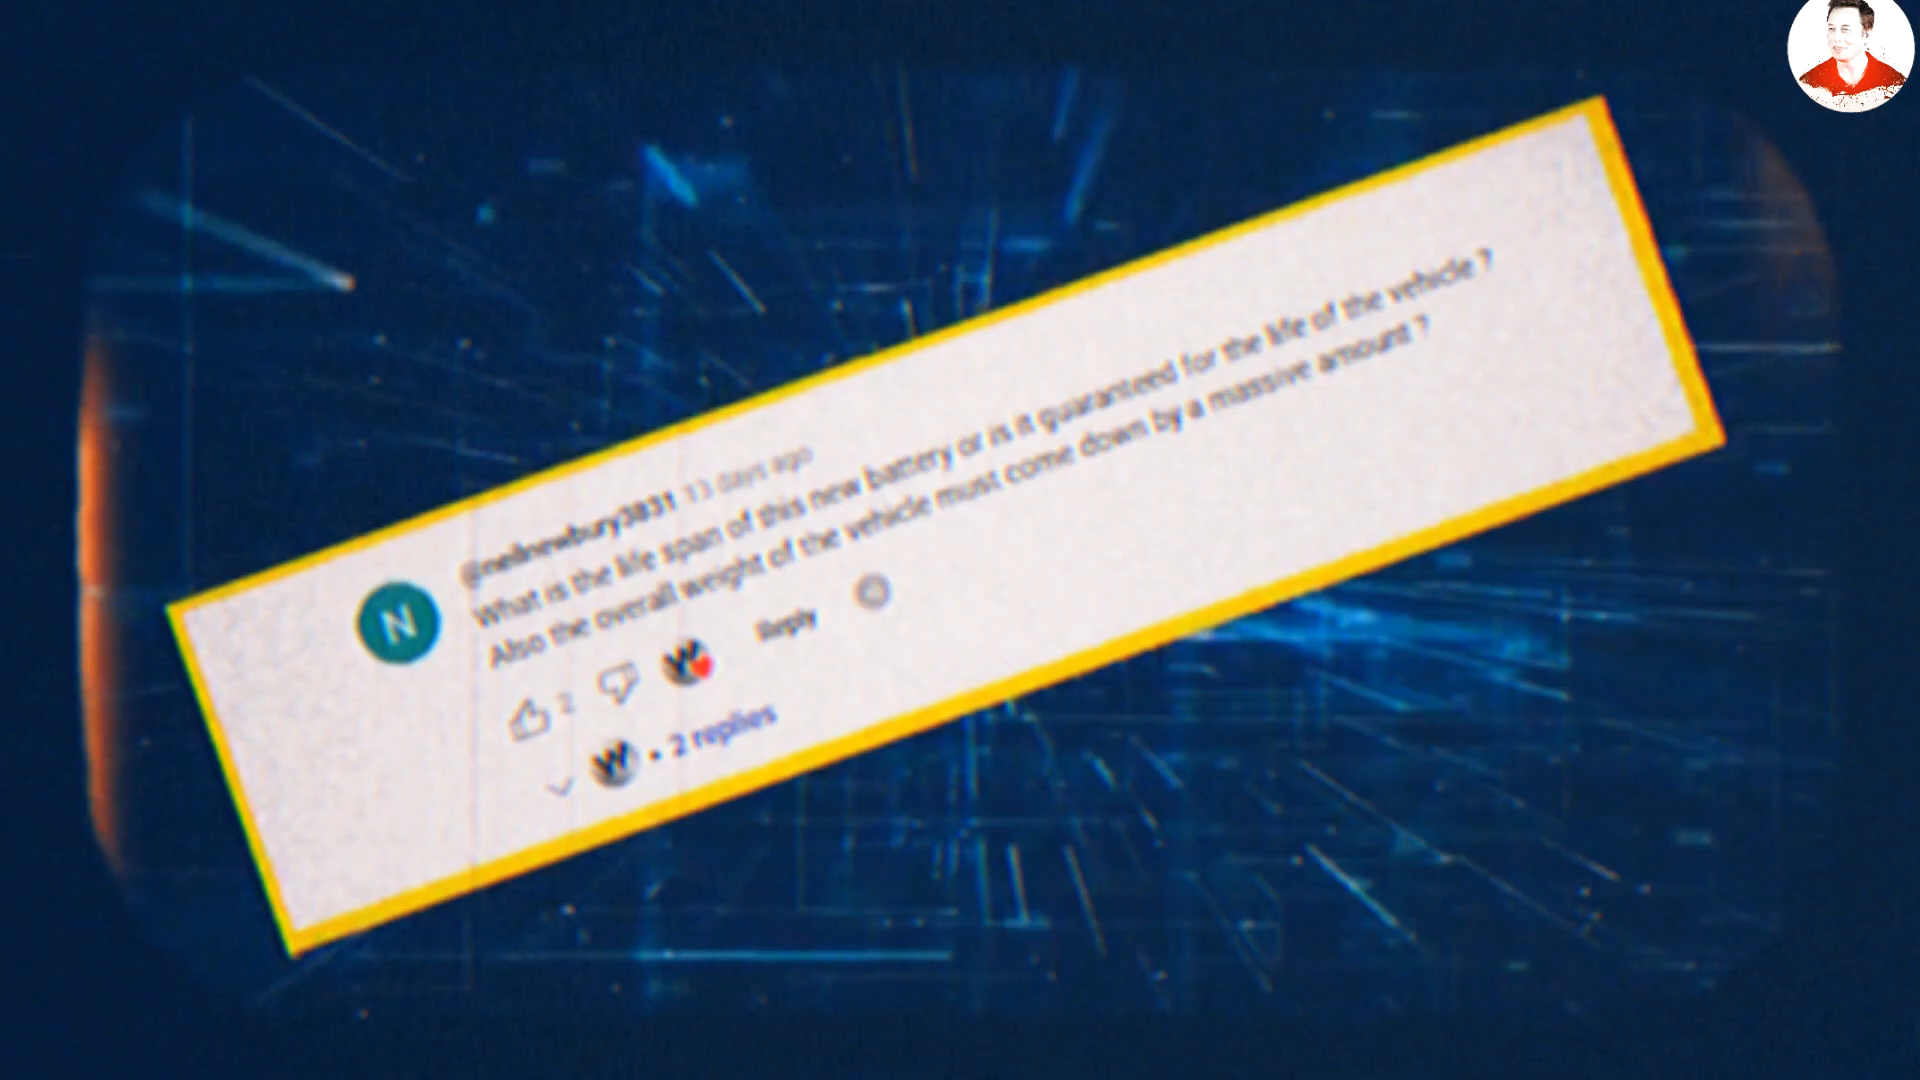 @neilnewbury3831 13 days ago
What is the life span of this new battery or is it guaranteed for the life of the vehicle ?
Also the overall weight of the vehicle must come down by a massive amount ?
2
Reply
2 replies
N
W
W